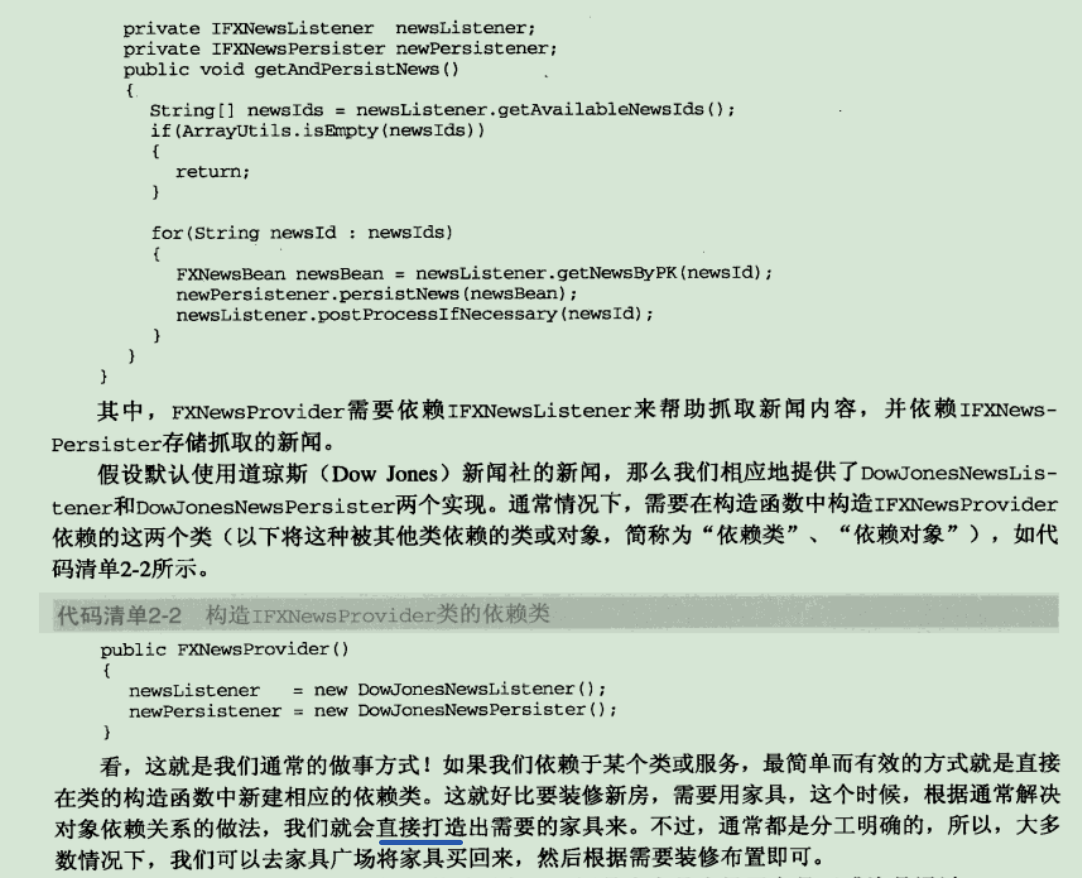 private IFXNewsListener newsListener;
private IFXNewsPersister newPersistener;
public void getAndPersistNews()
{
String[] newsIds = newsListener.getAvailableNewsIds();
if(ArrayUtils.isEmpty(newsIds))
{
return;
}
for(String newsId : newsIds)
{
FXNewsBean newsBean = newsListener.getNewsByPK(newsId);
newPersistener.persistNews(newsBean);
newsListener.postProcessIfNecessary(newsId);
}
}
}
其中，FXNewsProvider需要依赖IFXNewsListener来帮助抓取新闻内容，并依赖IFXNews-
Persister存储抓取的新闻。
假设默认使用道琼斯（Dow Jones）新闻社的新闻，那么我们相应地提供了DowJonesNewsLis-
tener和DowJonesNewsPersister两个实现。通常情况下，需要在构造函数中构造IFXNewsProvider
依赖的这两个类（以下将这种被其他类依赖的类或对象，简称为“依赖类”、“依赖对象”），如代
码清单2-2所示。
代码清单2-2 构造IFXNewsProvider类的依赖类
public FXNewsProvider()
{
newsListener = new DowJonesNewsListener();
newPersistener = new DowJonesNewsPersister();
}
看，这就是我们通常的做事方式！如果我们依赖于某个类或服务，最简单而有效的方式就是直接
在类的构造函数中新建相应的依赖类。这就好比要装修新房，需要用家具，这个时候，根据通常解决
对象依赖关系的做法，我们就会直接打造出需要的家具来。不过，通常都是分工明确的，所以，大多
数情况下，我们可以去家具广场将家具买回来，然后根据需要装修布置即可。